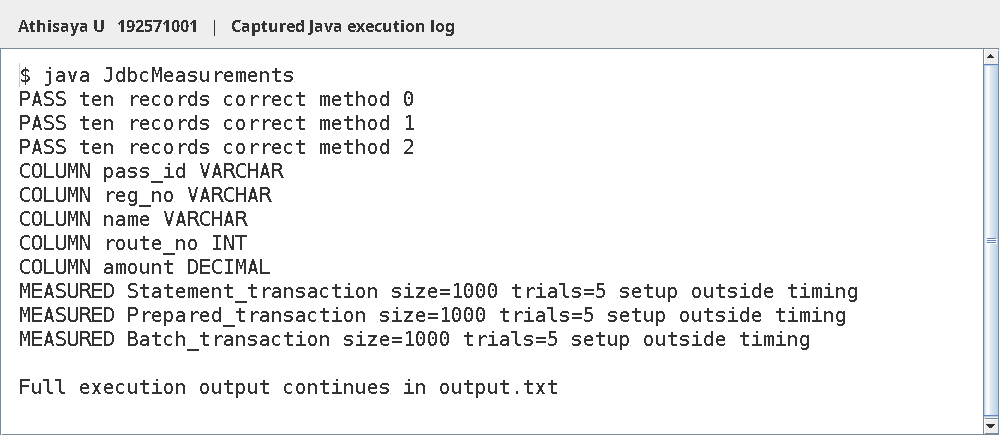 Athisaya U 192571001 | Captured Java execution log
$ java JdbcMeasurements
PASS ten records correct method 0
PASS ten records correct method 1
PASS ten records correct method 2
COLUMN pass_id VARCHAR
COLUMN reg_no VARCHAR
COLUMN name VARCHAR
COLUMN route_no INT
COLUMN amount DECIMAL
MEASURED Statement_transaction size=1000 trials=5 setup outside timing
MEASURED Prepared_transaction size=1000 trials=5 setup outside timing
MEASURED Batch_transaction size=1000 trials=5 setup outside timing
Full execution output continues in output.txt